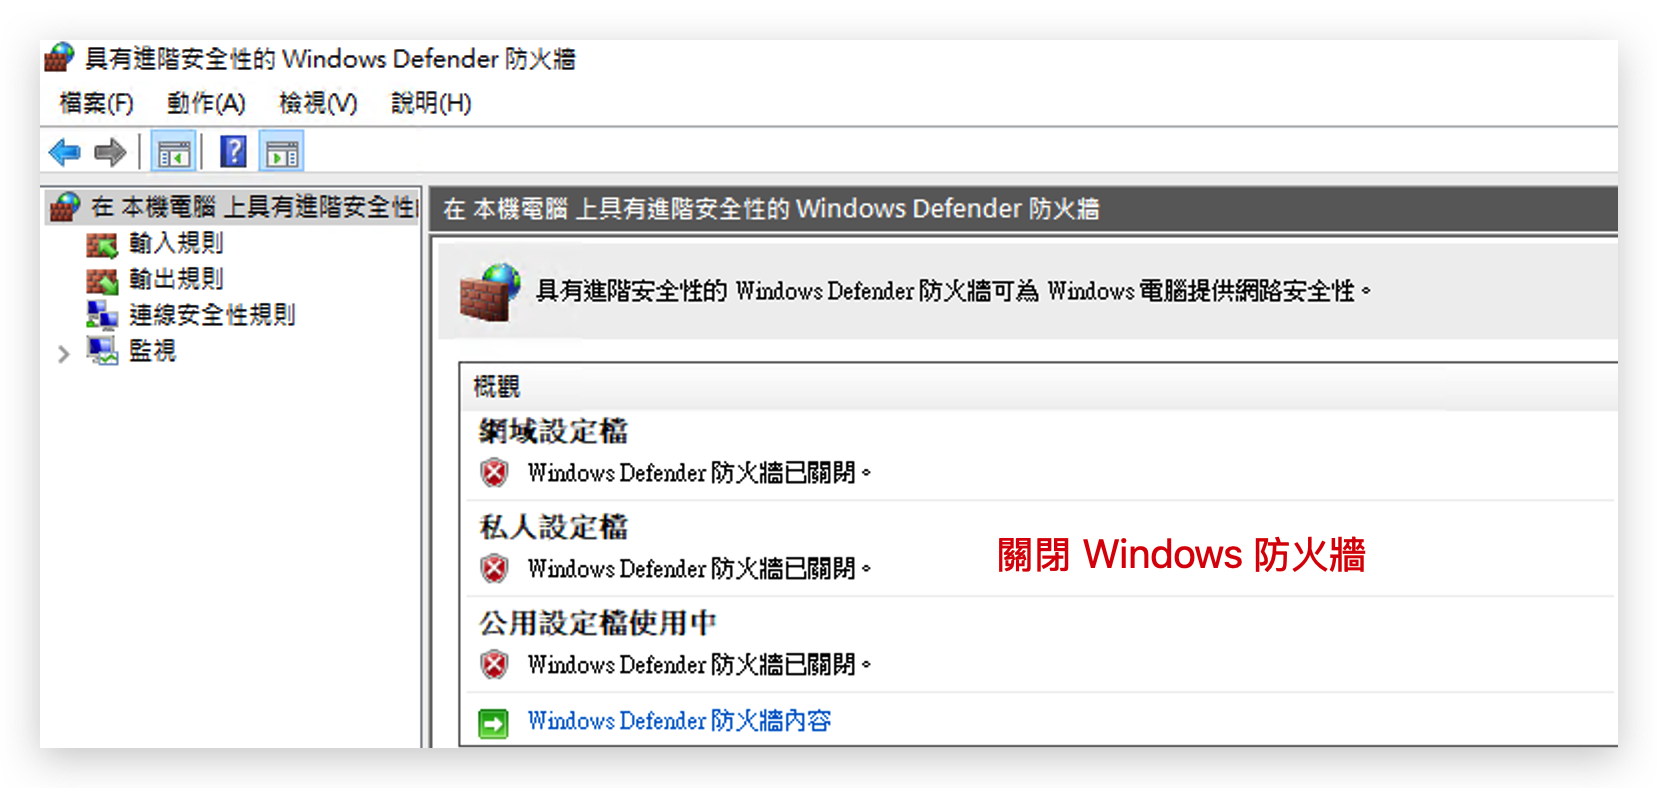 具有進階安全性的 Windows Defender 防火牆
檔案(F) 動作(A) 檢視(V) 說明(H)
在 本機電腦 上具有進階安全性
輸入規則
輸出規則
連線安全性規則
監視
在 本機電腦 上具有進階安全性的 Windows Defender 防火牆
具有進階安全性的 Windows Defender 防火牆可為 Windows 電腦提供網路安全性。
概觀
網域設定檔
Windows Defender 防火牆已關閉。
私人設定檔
Windows Defender 防火牆已關閉。
關閉 Windows 防火牆
公用設定檔使用中
Windows Defender 防火牆已關閉。
Windows Defender 防火牆內容